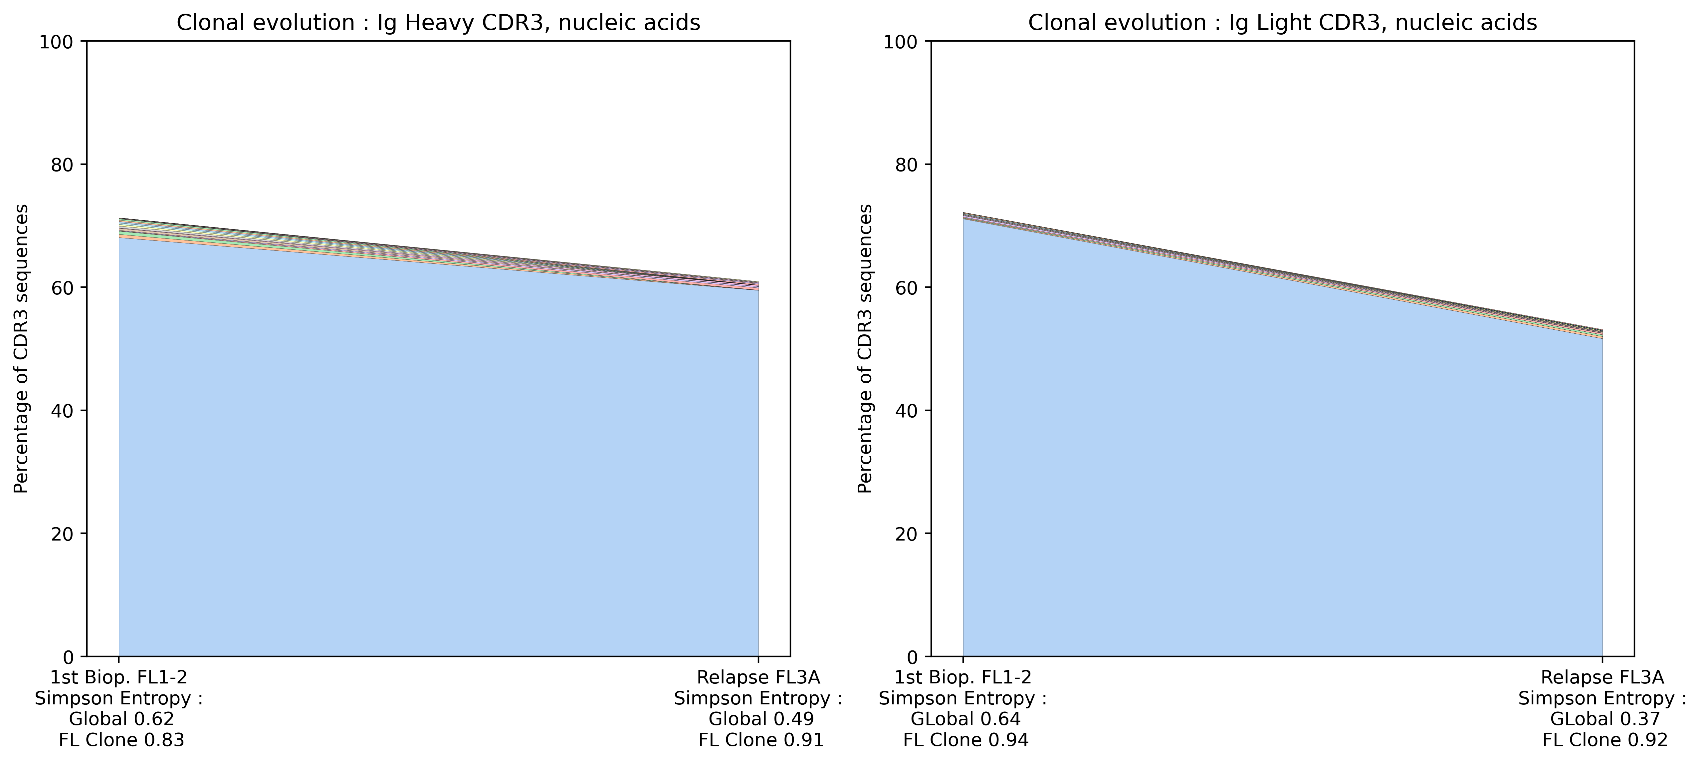 Clonal evolution : Ig Heavy CDR3, nucleic acids
100
80
60
40
20
0
Percentage of CDR3 sequences
1st Biop. FL1-2
Simpson Entropy :
Global 0.62
FL Clone 0.83
Relapse FL3A
Simpson Entropy :
Global 0.49
FL Clone 0.91
Clonal evolution : Ig Light CDR3, nucleic acids
100
80
60
40
20
0
Percentage of CDR3 sequences
1st Biop. FL1-2
Simpson Entropy :
GLobal 0.64
FL Clone 0.94
Relapse FL3A
Simpson Entropy :
GLobal 0.37
FL Clone 0.92